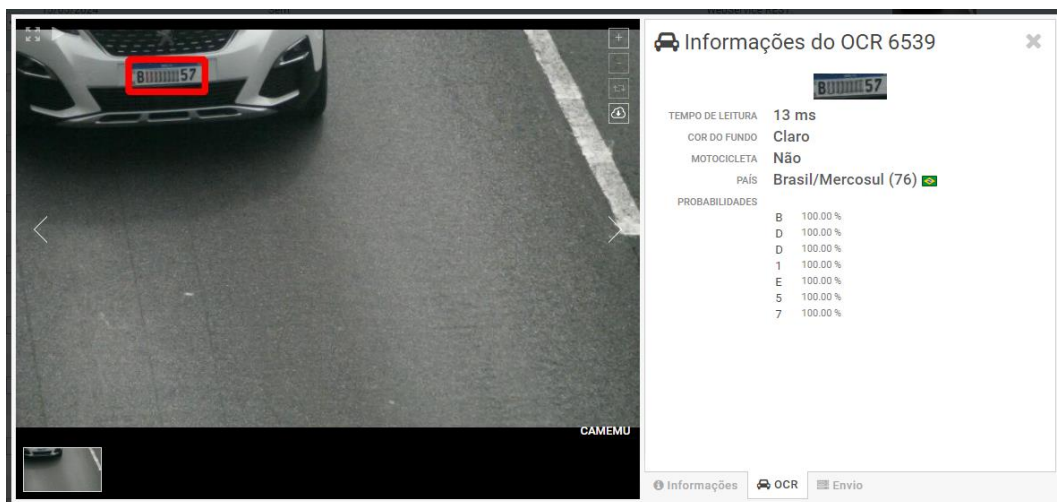 Informações do OCR 6539
TEMPO DE LEITURA 13 ms
COR DO FUNDO Claro
MOTOCICLETA Não
PAÍS Brasil/Mercosul (76)
PROBABILIDADES
B 100.00 %
D 100.00 %
D 100.00 %
1 100.00 %
E 100.00 %
5 100.00 %
7 100.00 %
CAMEMU
Informações OCR Envio